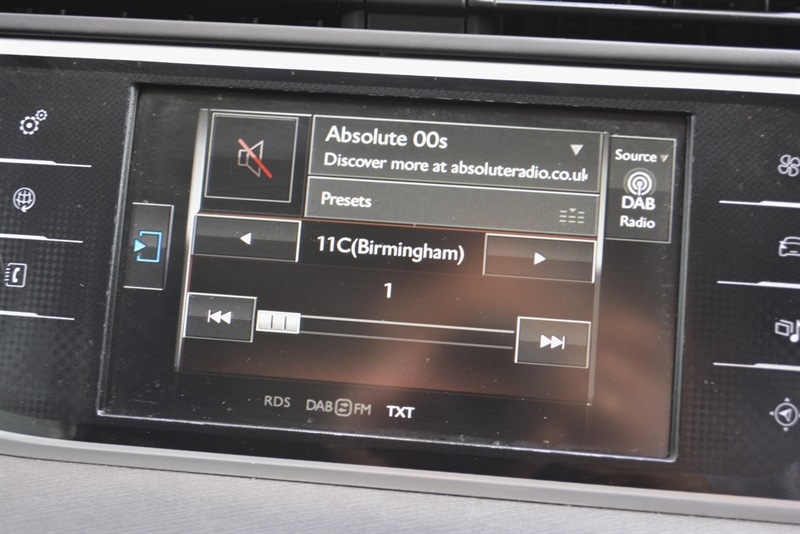 Absolute 00s
Discover more at absoluteradio.co.uk
Presets
Source
DAB
Radio
11C(Birmingham)
1
RDS DAB FM TXT